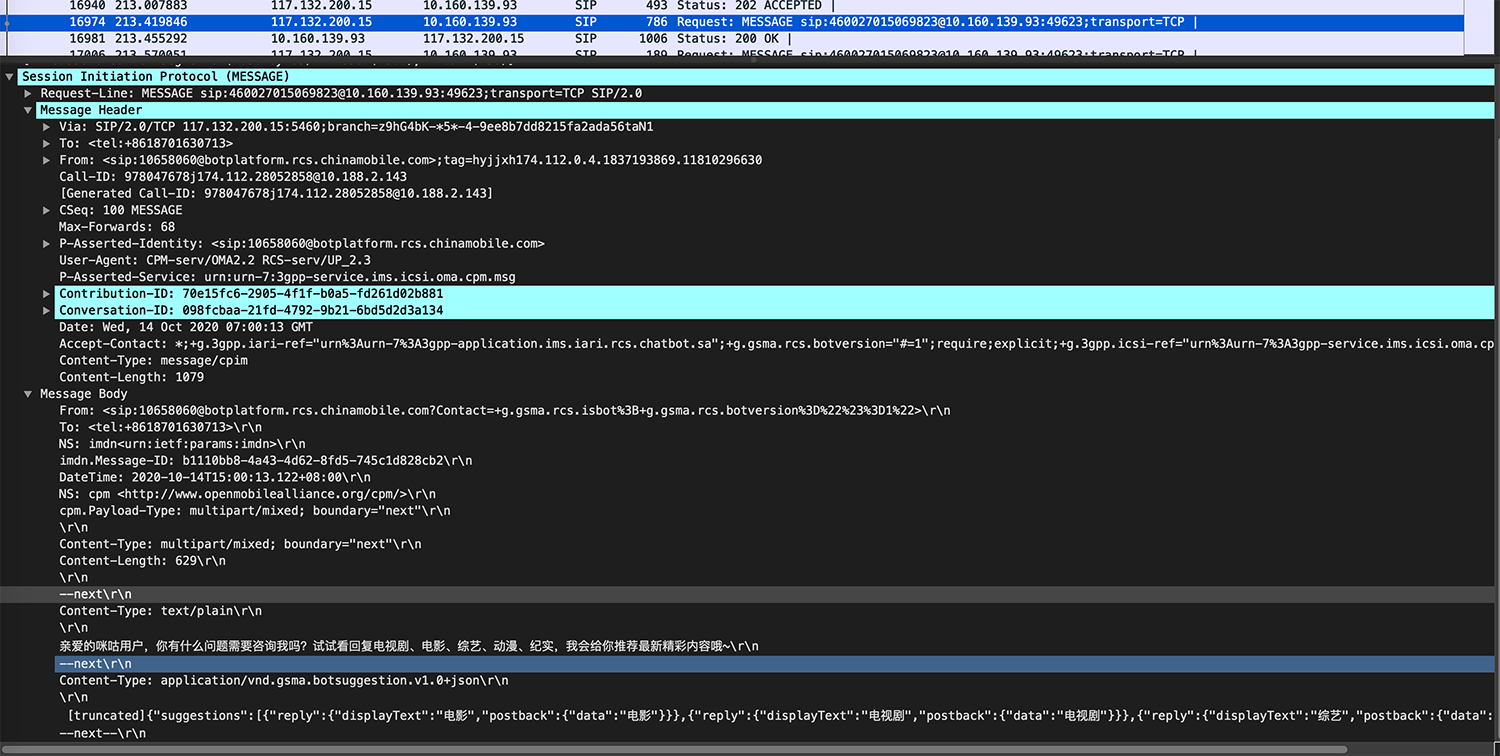 16940 213.007883 117.132.200.15 10.160.139.93 SIP 493 Status: 202 ACCEPTED |
16974 213.419846 117.132.200.15 10.160.139.93 SIP 786 Request: MESSAGE sip:460027015069823@10.160.139.93:49623;transport=TCP |
16981 213.455292 10.160.139.93 117.132.200.15 SIP 1006 Status: 200 OK |
17006 213.570051 117.132.200.15 10.160.139.93 SIP 189 Request: MESSAGE sip:460027015069823@10.160.139.93:49623;transport=TCP |
Session Initiation Protocol (MESSAGE)
Request-Line: MESSAGE sip:460027015069823@10.160.139.93:49623;transport=TCP SIP/2.0
Message Header
Via: SIP/2.0/TCP 117.132.200.15:5460;branch=z9hG4bK-*5*-4-9ee8b7dd8215fa2ada56taN1
To: <tel:+8618701630713>
From: <sip:10658060@botplatform.rcs.chinamobile.com>;tag=hyjjxh174.112.0.4.1837193869.11810296630
Call-ID: 978047678j174.112.28052858@10.188.2.143
[Generated Call-ID: 978047678j174.112.28052858@10.188.2.143]
CSeq: 100 MESSAGE
Max-Forwards: 68
P-Asserted-Identity: <sip:10658060@botplatform.rcs.chinamobile.com>
User-Agent: CPM-serv/OMA2.2 RCS-serv/UP_2.3
P-Asserted-Service: urn:urn-7:3gpp-service.ims.icsi.oma.cpm.msg
Contribution-ID: 70e15fc6-2905-4f1f-b0a5-fd261d02b881
Conversation-ID: 098fcbaa-21fd-4792-9b21-6bd5d2d3a134
Date: Wed, 14 Oct 2020 07:00:13 GMT
Accept-Contact: *;+g.3gpp.iari-ref="urn%3Aurn-7%3A3gpp-application.ims.iari.rcs.chatbot.sa";+g.gsma.rcs.botversion="#=1";require;explicit;+g.3gpp.icsi-ref="urn%3Aurn-7%3A3gpp-service.ims.icsi.oma.cp
Content-Type: message/cpim
Content-Length: 1079
Message Body
From: <sip:10658060@botplatform.rcs.chinamobile.com?Contact=+g.gsma.rcs.isbot%3B+g.gsma.rcs.botversion%3D%22%23%3D1%22>\r\n
To: <tel:+8618701630713>\r\n
NS: imdn<urn:ietf:params:imdn>\r\n
imdn.Message-ID: b1110bb8-4a43-4d62-8fd5-745c1d828cb2\r\n
DateTime: 2020-10-14T15:00:13.122+08:00\r\n
NS: cpm <http://www.openmobilealliance.org/cpm/>\r\n
cpm.Payload-Type: multipart/mixed; boundary="next"\r\n
\r\n
Content-Type: multipart/mixed; boundary="next"\r\n
Content-Length: 629\r\n
\r\n
--next\r\n
Content-Type: text/plain\r\n
\r\n
亲爱的咪咕用户，你有什么问题需要咨询我吗？试试看回复电视剧、电影、综艺、动漫、纪实，我会给你推荐最新精彩内容哦~\r\n
--next\r\n
Content-Type: application/vnd.gsma.botsuggestion.v1.0+json\r\n
\r\n
[truncated]{"suggestions":[{"reply":{"displayText":"电影","postback":{"data":"电影"}}},{"reply":{"displayText":"电视剧","postback":{"data":"电视剧"}}},{"reply":{"displayText":"综艺","postback":{"data":
--next--\r\n